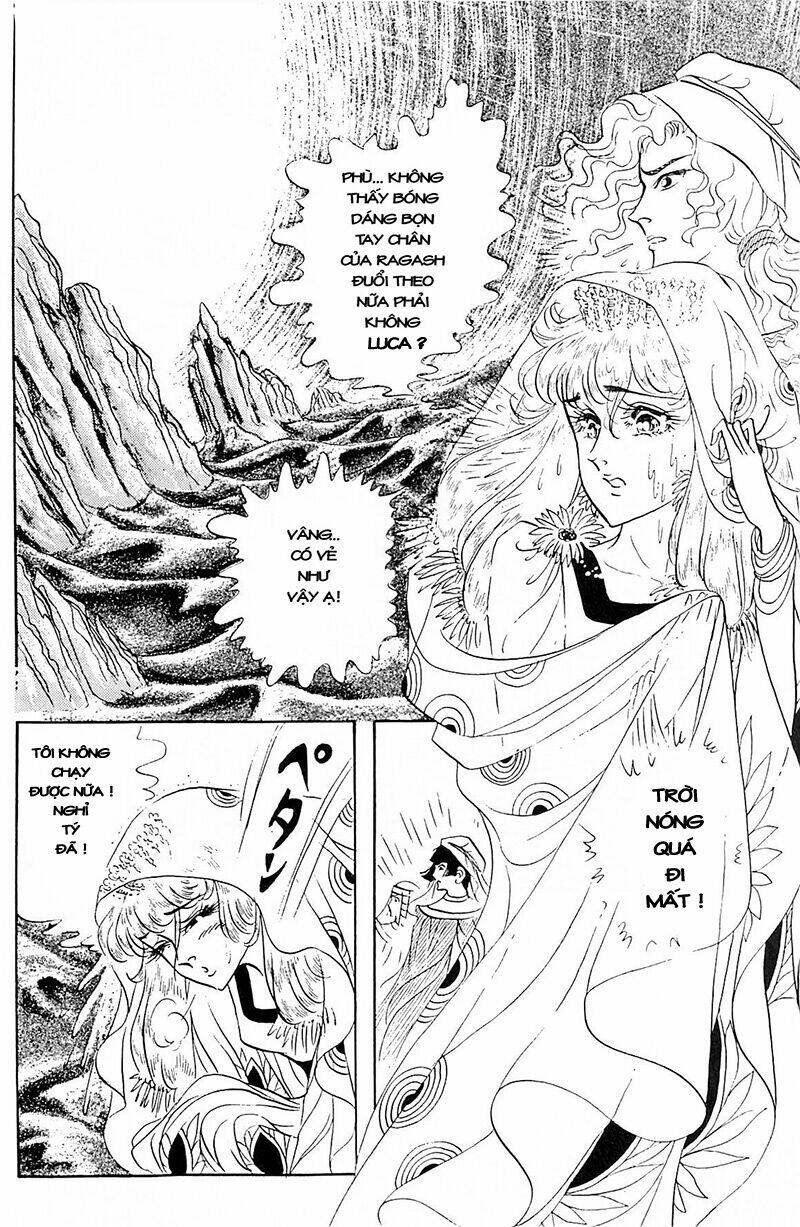 PHÙ... KHÔNG
THẤY BÓNG
DÁNG BỌN
TAY CHÂN
CỦA RAGASH
ĐUỔI THEO
NỮA PHẢI
KHÔNG
LUCA ?
VÂNG..
CÓ VẺ
NHƯ
VẬY Ạ!
TRỜI
NÓNG
QUÁ
ĐI
MẤT !
TÔI KHÔNG
CHẠY
ĐƯỢC NỮA !
NGHỈ
TÝ
ĐÃ !
ペタン